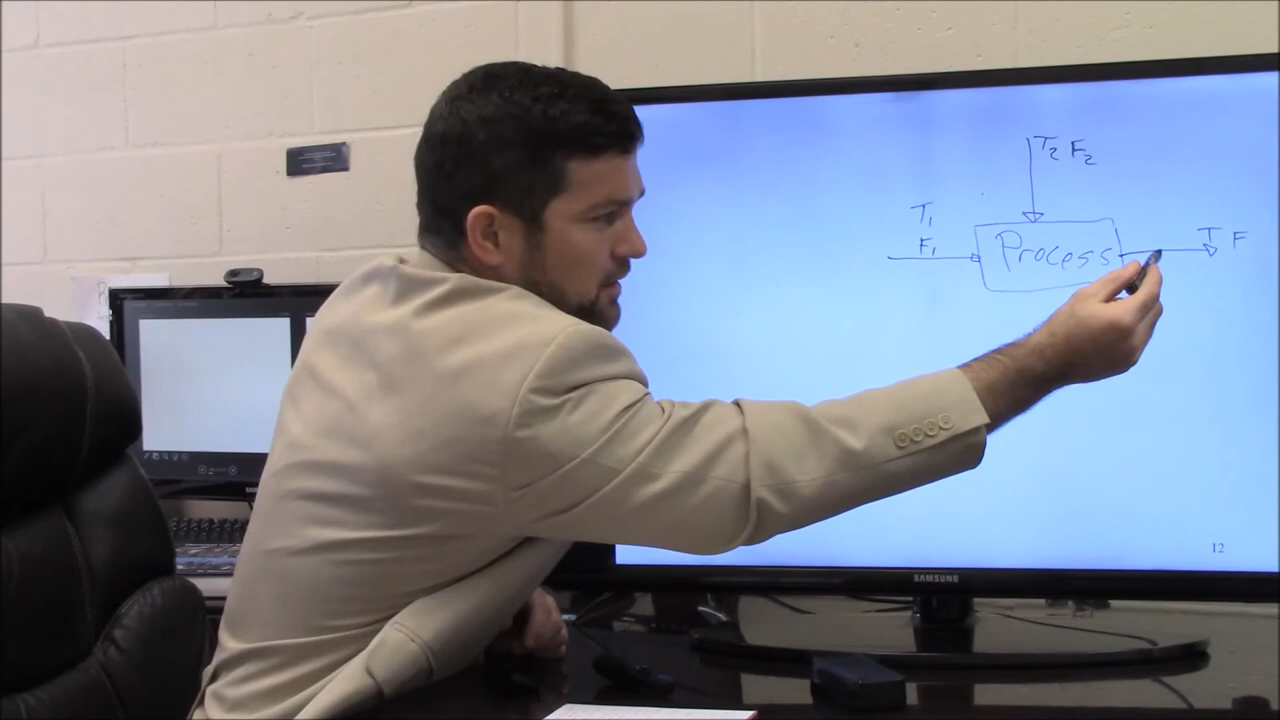 T₂ F₂
T₁
F₁
Process
T F
12
SAMSUNG